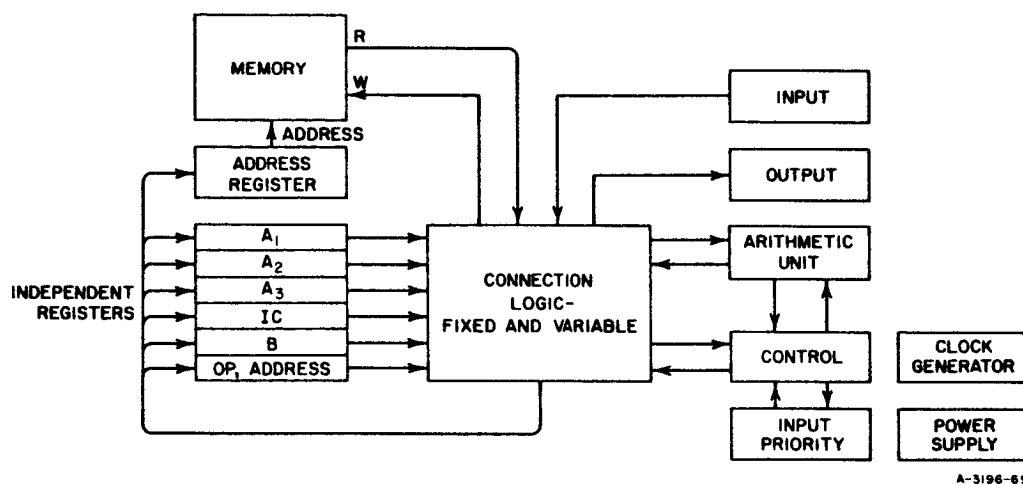 MEMORY
R
W
ADDRESS
ADDRESS
REGISTER
INPUT
OUTPUT
INDEPENDENT
REGISTERS
A1
A2
A3
IC
B
OP, ADDRESS
CONNECTION
LOGIC-
FIXED AND VARIABLE
ARITHMETIC
UNIT
CONTROL
INPUT
PRIORITY
CLOCK
GENERATOR
POWER
SUPPLY